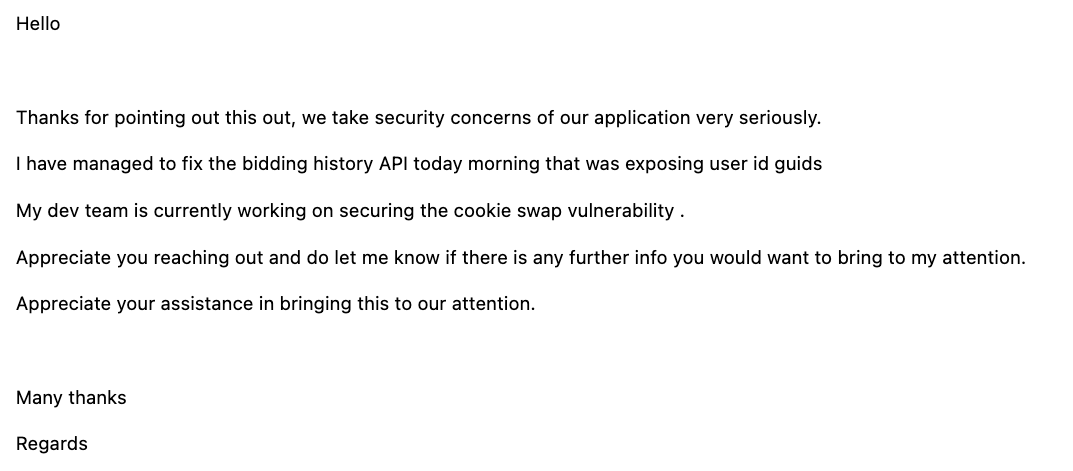 Hello
Thanks for pointing out this out, we take security concerns of our application very seriously.
I have managed to fix the bidding history API today morning that was exposing user id guids
My dev team is currently working on securing the cookie swap vulnerability .
Appreciate you reaching out and do let me know if there is any further info you would want to bring to my attention.
Appreciate your assistance in bringing this to our attention.
Many thanks
Regards